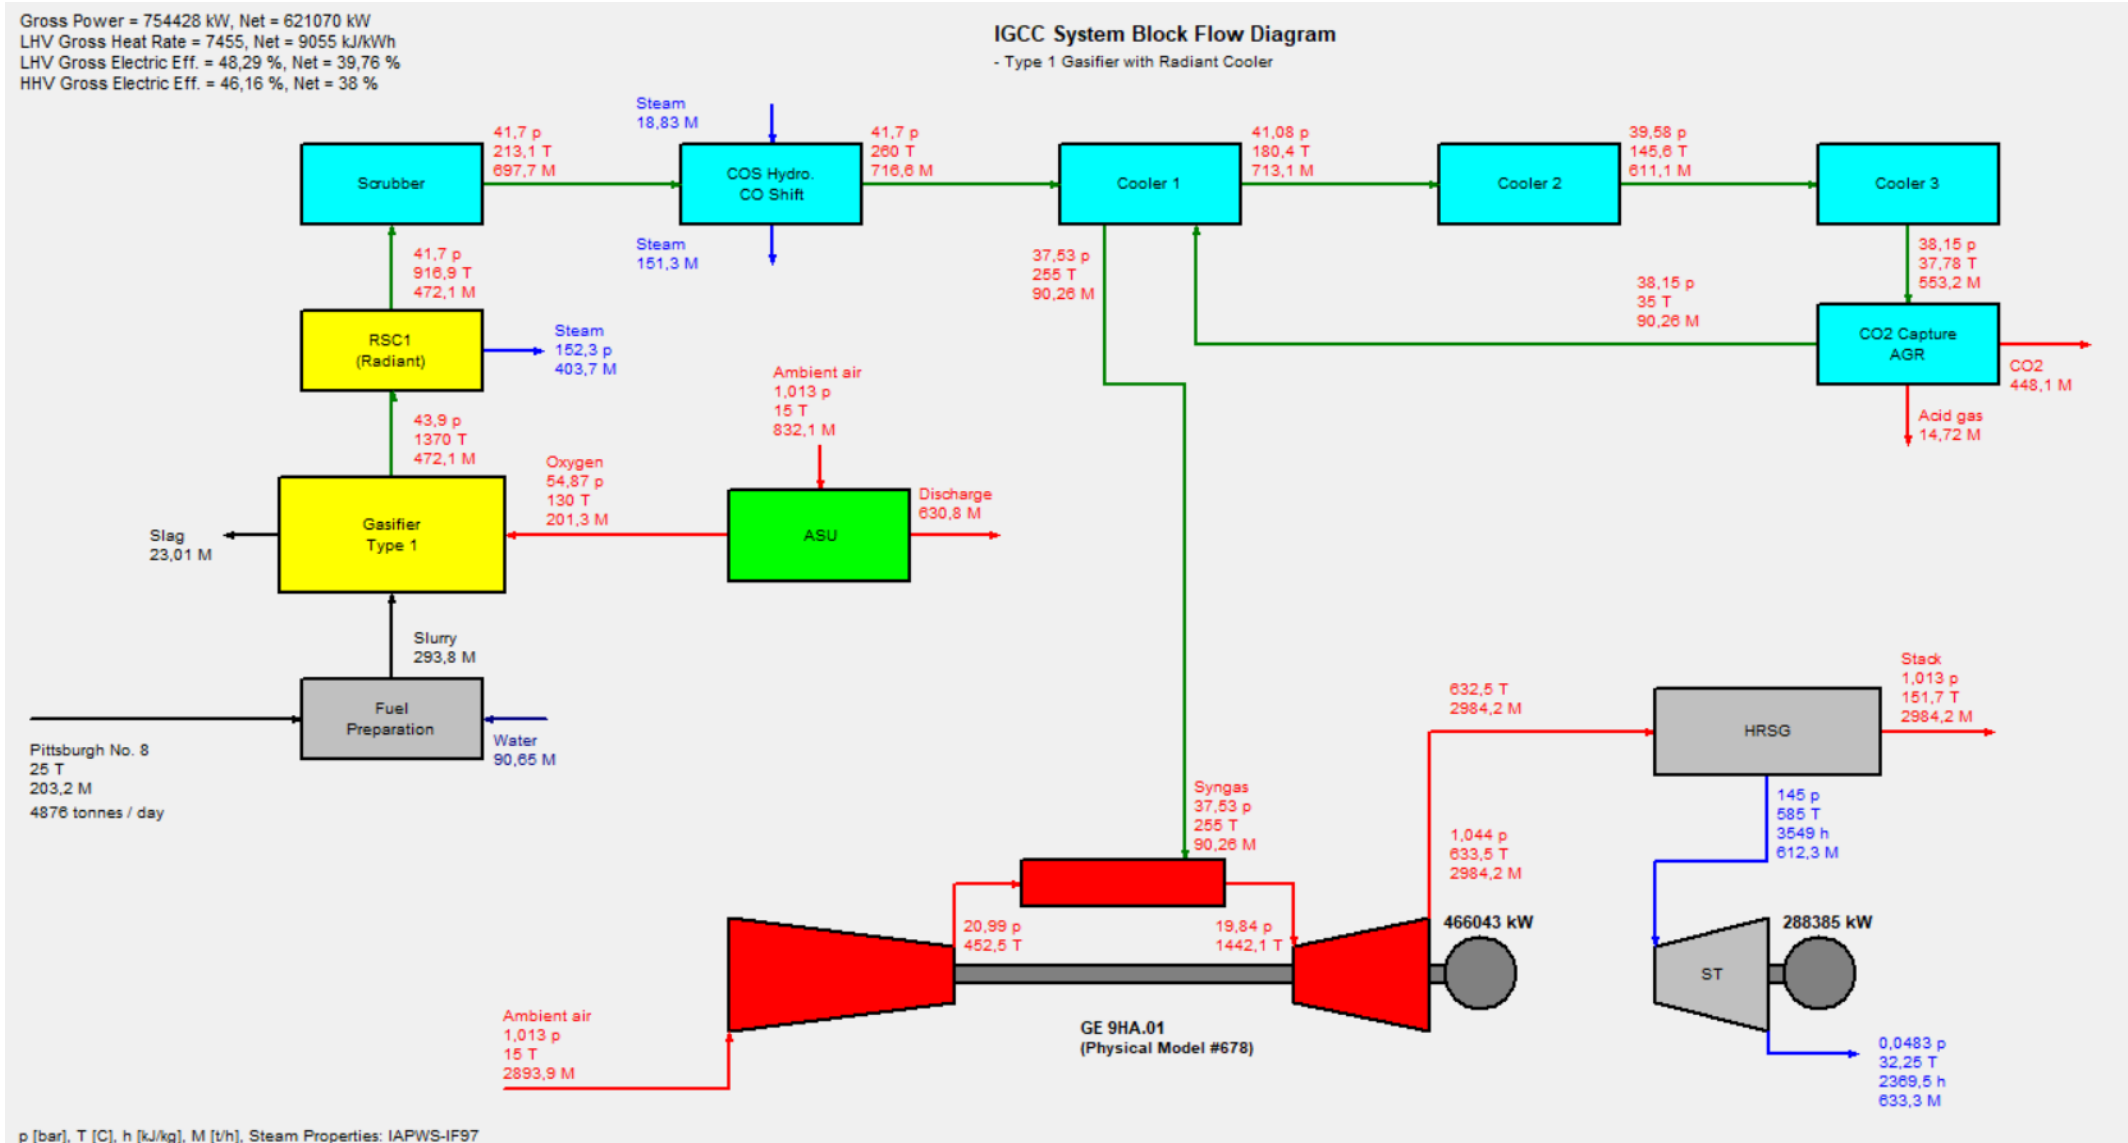 Gross Power = 754428 kW, Net = 621070 kW
LHV Gross Heat Rate = 7455, Net = 9055 kJ/kWh
LHV Gross Electric Eff. = 48,29 %, Net = 39,76 %
HHV Gross Electric Eff. = 46,16 %, Net = 38 %
IGCC System Block Flow Diagram
- Type 1 Gasifier with Radiant Cooler
Scrubber
41,7 p
213,1 T
697,7 M
Steam
18,83 M
COS Hydro.
CO Shift
Steam
151,3 M
41,7 p
260 T
716,6 M
Cooler 1
41,08 p
180,4 T
713,1 M
Cooler 2
39,58 p
145,6 T
611,1 M
Cooler 3
41,7 p
916,9 T
472,1 M
37,53 p
255 T
90,26 M
38,15 p
35 T
90,26 M
38,15 p
37,78 T
553,2 M
RSC1
(Radiant)
Steam
152,3 p
403,7 M
CO2 Capture
AGR
CO2
448,1 M
Acid gas
14,72 M
43,9 p
1370 T
472,1 M
Ambient air
1,013 p
15 T
832,1 M
Oxygen
54,87 p
130 T
201,3 M
Discharge
630,8 M
Gasifier
Type 1
ASU
Slag
23,01 M
Slurry
293,8 M
Fuel
Preparation
Water
90,65 M
Pittsburgh No. 8
25 T
203,2 M
4876 tonnes / day
632,5 T
2984,2 M
HRSG
Stack
1,013 p
151,7 T
2984,2 M
Syngas
37,53 p
255 T
90,26 M
1,044 p
633,5 T
2984,2 M
145 p
585 T
3549 h
612,3 M
20,99 p
452,5 T
19,84 p
1442,1 T
466043 kW
288385 kW
ST
Ambient air
1,013 p
15 T
2893,9 M
GE 9HA.01
(Physical Model #678)
0,0483 p
32,25 T
2369,5 h
633,3 M
p [bar], T [C], h [kJ/kg], M [t/h], Steam Properties: IAPWS-IF97